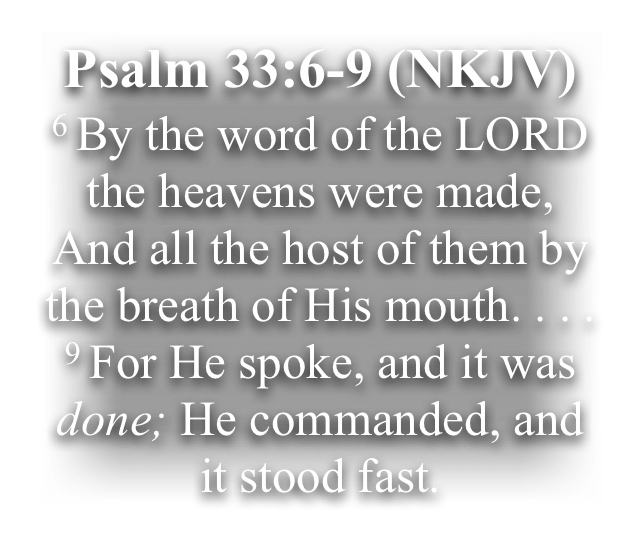 Psalm 33:6-9 (NKJV)
⁶ By the word of the LORD
the heavens were made,
And all the host of them by
the breath of His mouth. . . .
⁹ For He spoke, and it was
done; He commanded, and
it stood fast.